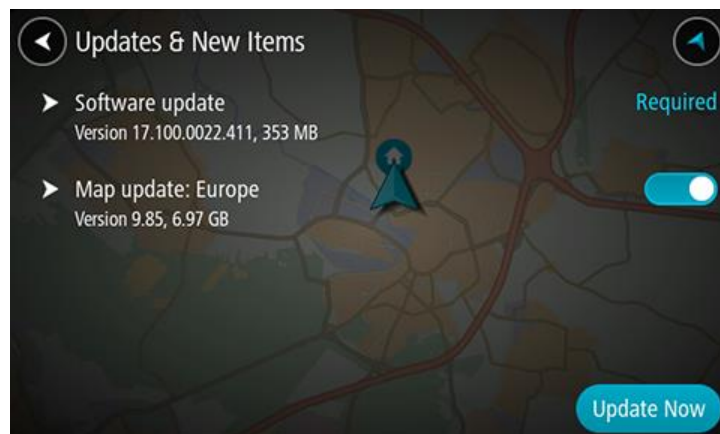 Updates & New Items
Software update
Required
Version 17.100.0022.411, 353 MB
Map update: Europe
Version 9.85, 6.97 GB
Update Now